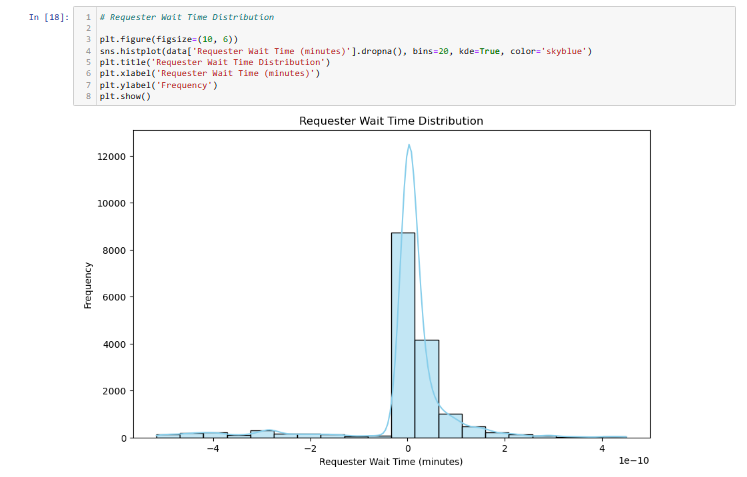 In [18]:
1 # Requester Wait Time Distribution
2
3 plt.figure(figsize=(10, 6))
4 sns.histplot(data['Requester Wait Time (minutes)'].dropna(), bins=20, kde=True, color='skyblue')
5 plt.title('Requester Wait Time Distribution')
6 plt.xlabel('Requester Wait Time (minutes)')
7 plt.ylabel('Frequency')
8 plt.show()
Requester Wait Time Distribution
12000
10000
8000
6000
4000
2000
0
Frequency
−4 −2 0 2 4
1e−10
Requester Wait Time (minutes)